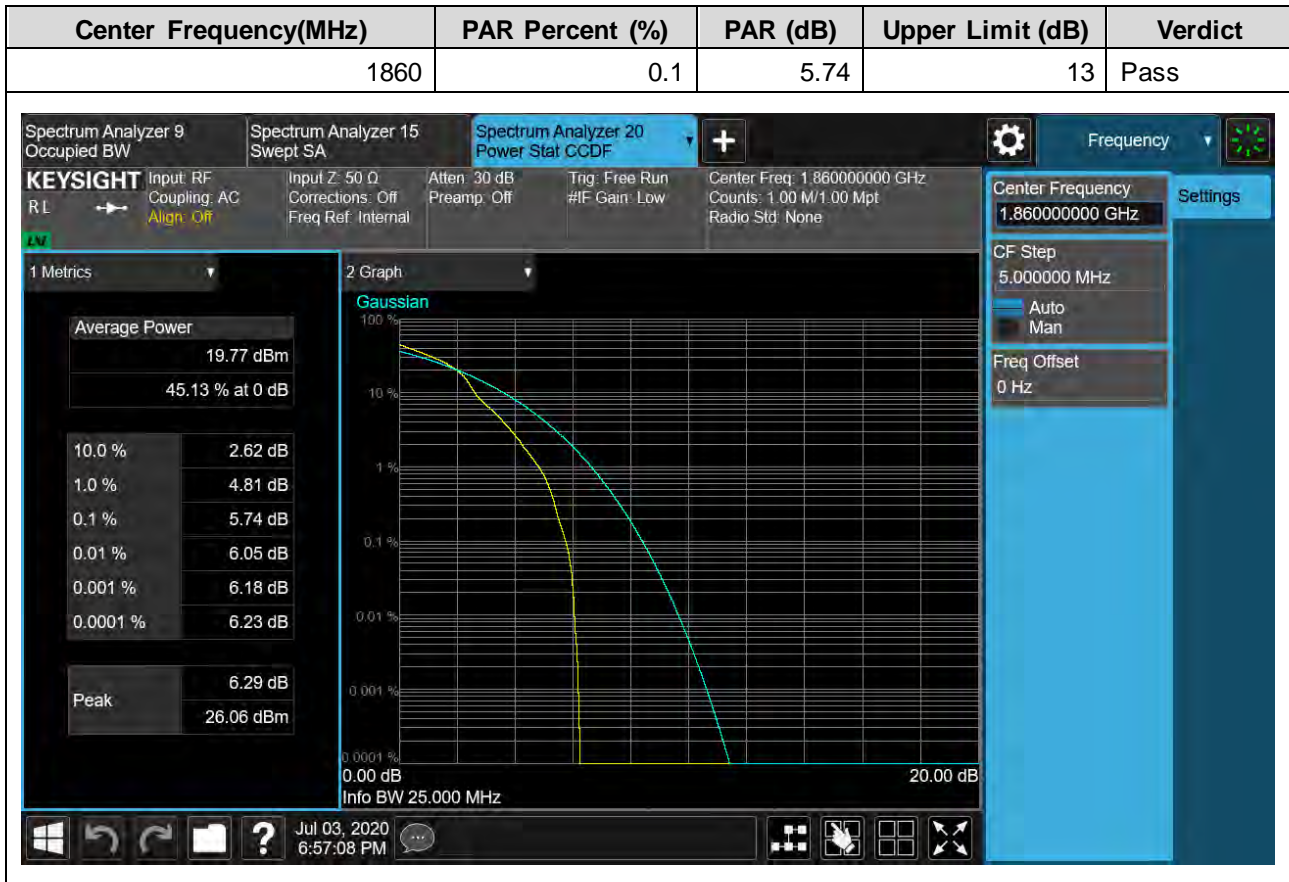 Center Frequency(MHz) PAR Percent (%) PAR (dB) Upper Limit (dB) Verdict
1860 0.1 5.74 13 Pass
Spectrum Analyzer 9
Occupied BW
Spectrum Analyzer 15
Swept SA
Spectrum Analyzer 20
Power Stat CCDF
Frequency
KEYSIGHT
RL
LNI
Input: RF
Coupling: AC
Align: Off
Input Z: 50 Ω
Corrections: Off
Freq Ref: Internal
Atten: 30 dB
Preamp: Off
Trig: Free Run
#IF Gain: Low
Center Freq: 1.860000000 GHz
Counts: 1.00 M/1.00 Mpt
Radio Std: None
Center Frequency
1.860000000 GHz
Settings
CF Step
5.000000 MHz
Auto
Man
Freq Offset
0 Hz
1 Metrics
Average Power
19.77 dBm
45.13 % at 0 dB
10.0 % 2.62 dB
1.0 % 4.81 dB
0.1 % 5.74 dB
0.01 % 6.05 dB
0.001 % 6.18 dB
0.0001 % 6.23 dB
Peak
6.29 dB
26.06 dBm
2 Graph
Gaussian
100 %
10 %
1 %
0.1 %
0.01 %
0.001 %
0.0001 %
0.00 dB 20.00 dB
Info BW 25.000 MHz
?
Jul 03, 2020
6:57:08 PM